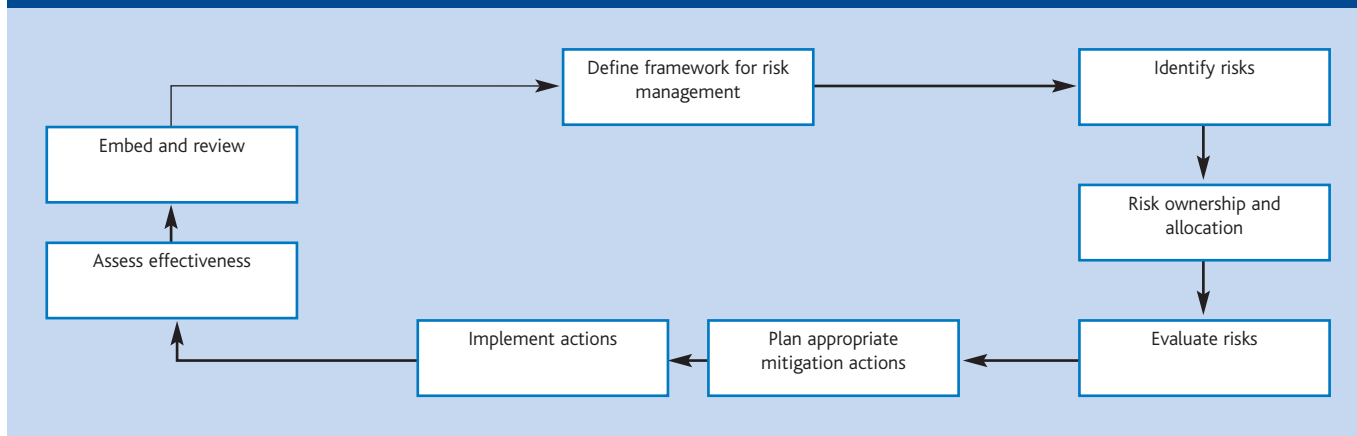 Define framework for risk
management
Identify risks
Risk ownership and
allocation
Evaluate risks
Plan appropriate
mitigation actions
Implement actions
Assess effectiveness
Embed and review